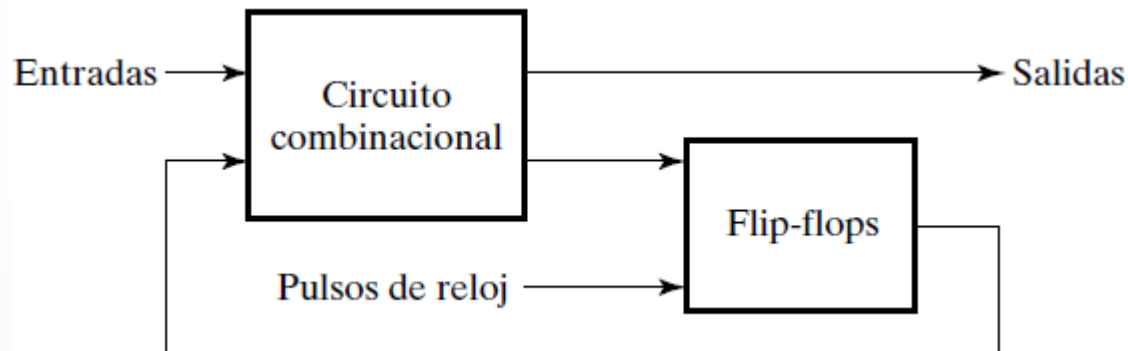 Entradas
Circuito
combinacional
Salidas
Flip-flops
Pulsos de reloj